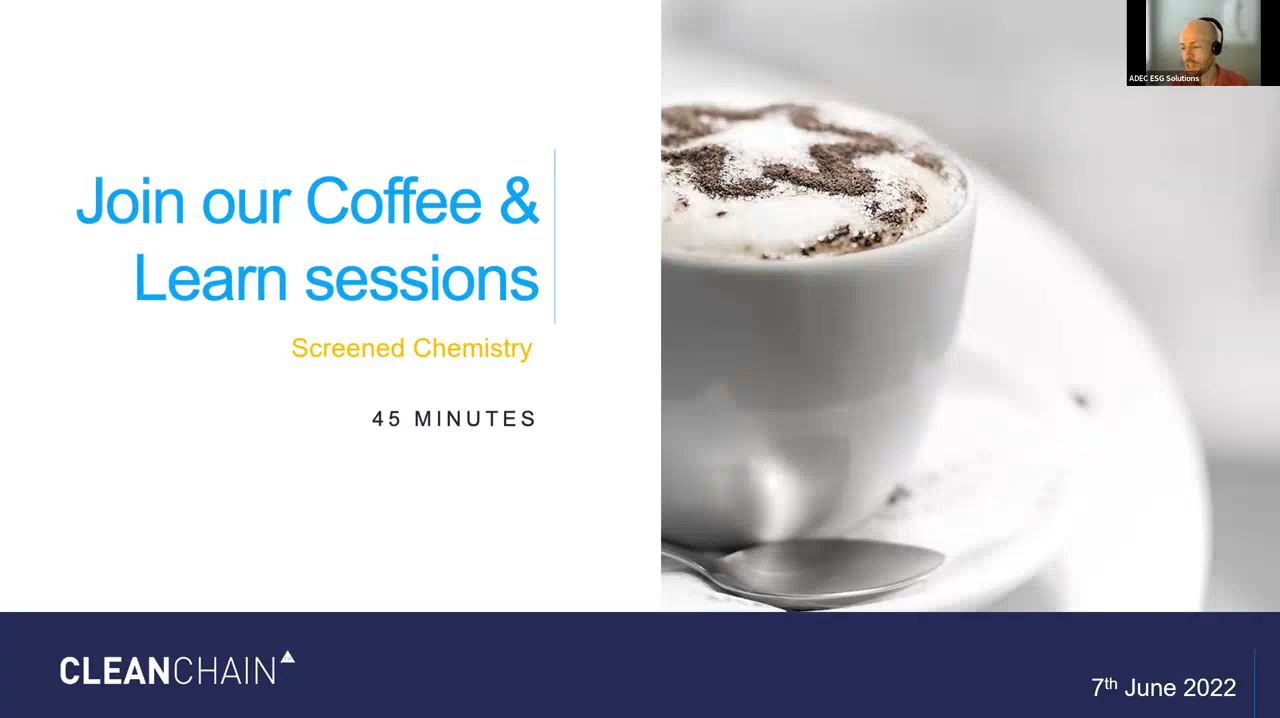 Join our Coffee &
Learn sessions
Screened Chemistry
45 MINUTES
CLEANCHAIN
7th June 2022
ADEC ESG Solutions